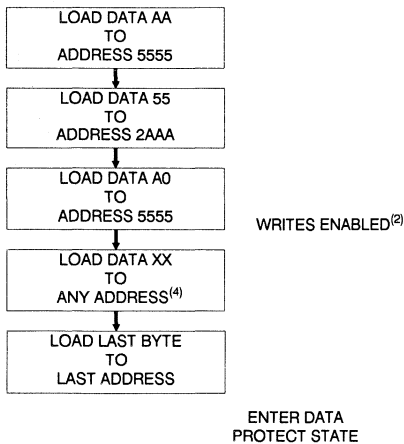 LOAD DATA AA
TO
ADDRESS 5555
LOAD DATA 55
TO
ADDRESS 2AAA
LOAD DATA A0
TO
ADDRESS 5555
WRITES ENABLED(2)
LOAD DATA XX
TO
ANY ADDRESS(4)
LOAD LAST BYTE
TO
LAST ADDRESS
ENTER DATA
PROTECT STATE